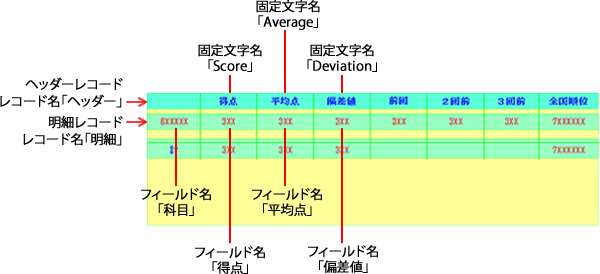 固定文字名
「Average」
固定文字名
「Score」
固定文字名
「Deviation」
ヘッダーレコード
レコード名「ヘッダー」
得点 平均点 偏差値 前回 2回前 3回前 全国順位
明細レコード
レコード名「明細」
6XXXXX 3XX 3XX 3XX 3XX 3XX 3XX 7XXXXXX
3XX 3XX 3XX 7XXXXXX
フィールド名
「科目」
フィールド名
「平均点」
フィールド名
「得点」
フィールド名
「偏差値」